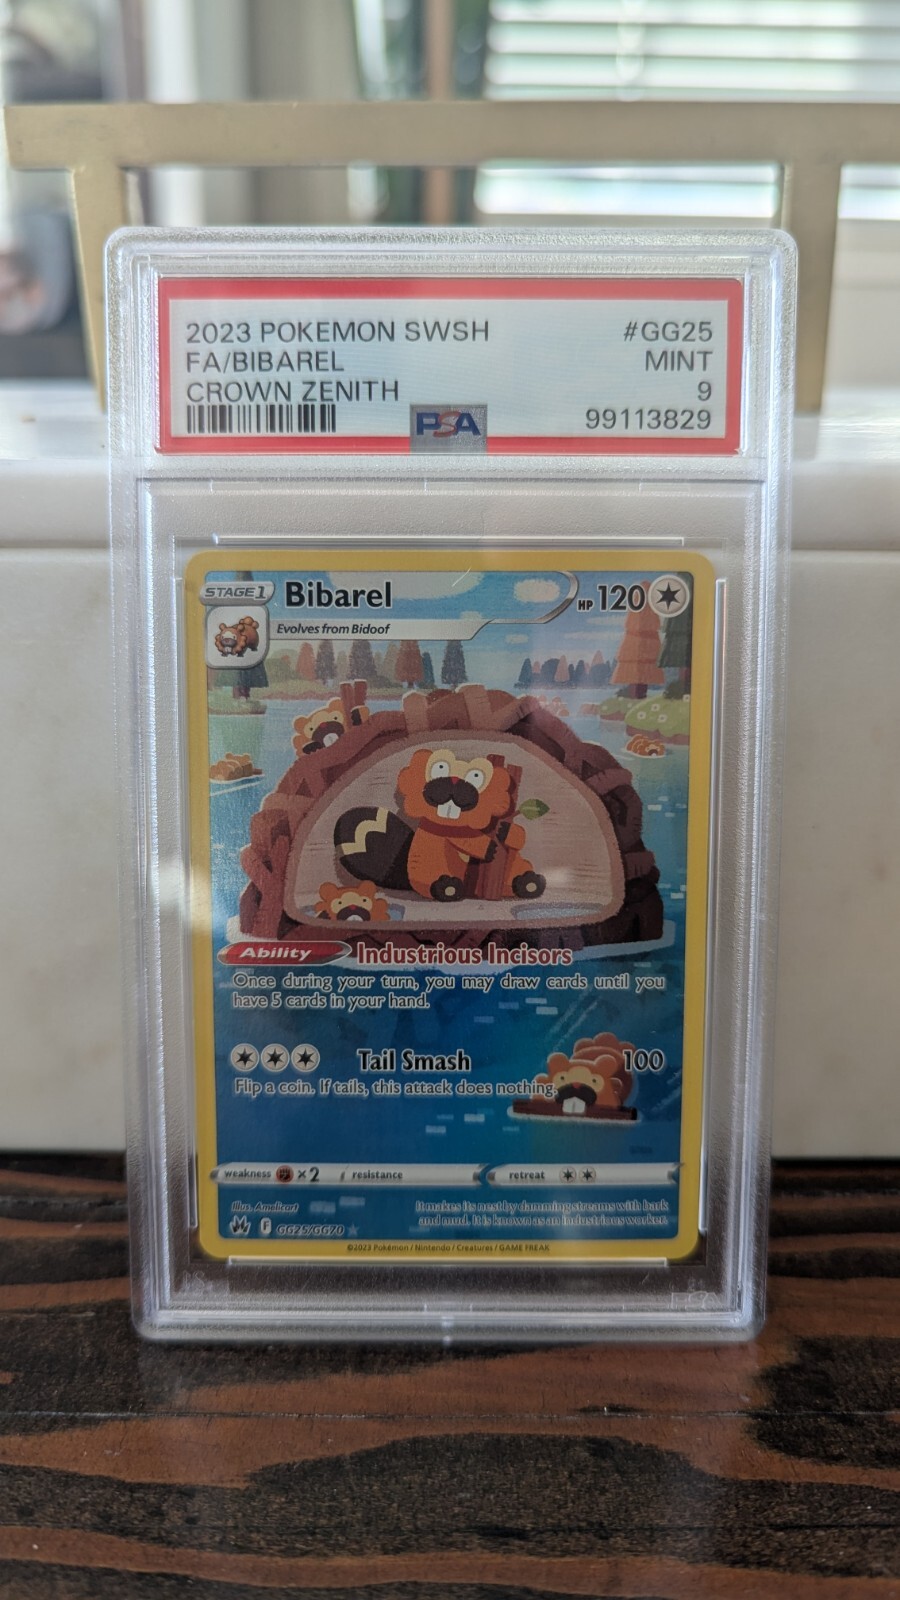 2023 POKEMON SWSH #GG25
FA/BIBAREL MINT
CROWN ZENITH 9
PSA 99113829
STAGE 1 Bibarel HP 120
Evolves from Bidoof
Ability Industrious Incisors
Once during your turn, you may draw cards until you
have 5 cards in your hand.
Tail Smash 100
Flip a coin. If tails, this attack does nothing.
weakness ×2 resistance retreat
Illus. Amelicart
It makes its nest by damming streams with bark
and mud. It is known as an industrious worker.
F GG25/GG70
©2023 Pokémon / Nintendo / Creatures / GAME FREAK